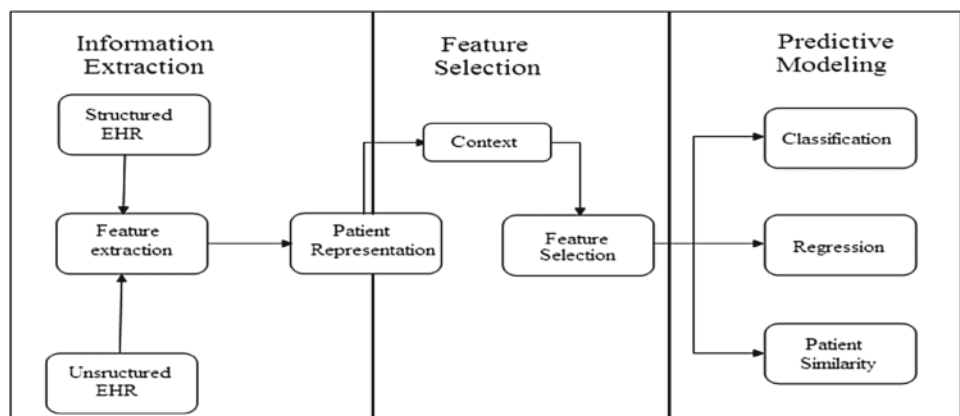 Information
Extraction
Structured
EHR
Feature
extraction
Unsructured
EHR
Patient
Representation
Feature
Selection
Context
Feature
Selection
Predictive
Modeling
Classification
Regression
Patient
Similarity